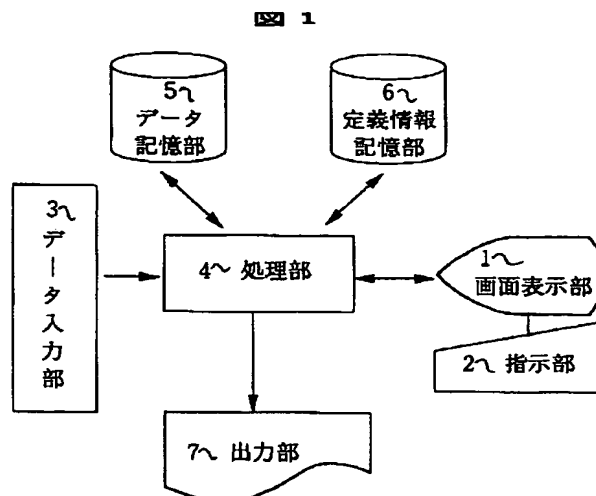 図 1
5~
データ
記憶部
6~
定義情報
記憶部
3~
データ入力部
4~ 処理部
1~
画面表示部
2~ 指示部
7~ 出力部